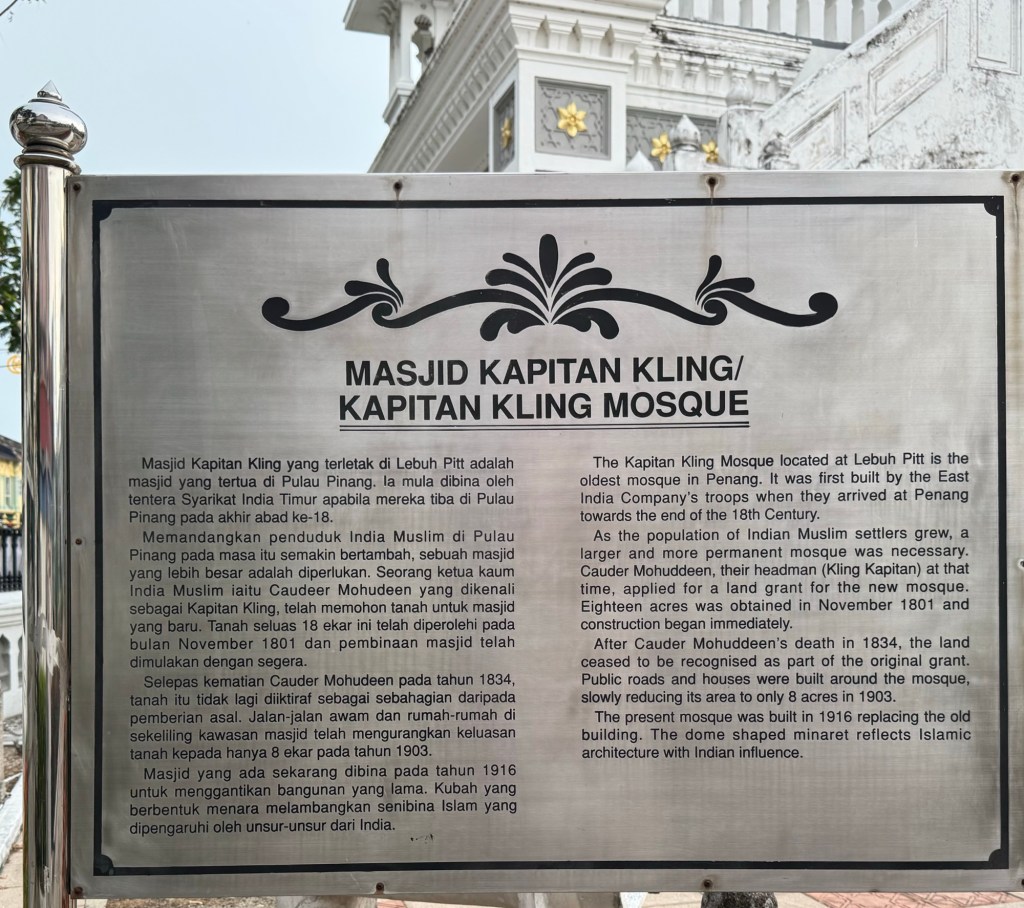 MASJID KAPITAN KLING/
KAPITAN KLING MOSQUE
Masjid Kapitan Kling yang terletak di Lebuh Pitt adalah
masjid yang tertua di Pulau Pinang. Ia mula dibina oleh
tentera Syarikat India Timur apabila mereka tiba di Pulau
Pinang pada akhir abad ke-18.
Memandangkan penduduk India Muslim di Pulau
Pinang pada masa itu semakin bertambah, sebuah masjid
yang lebih besar adalah diperlukan. Seorang ketua kaum
India Muslim iaitu Caudeer Mohudeen yang dikenali
sebagai Kapitan Kling, telah memohon tanah untuk masjid
yang baru. Tanah seluas 18 ekar ini telah diperolehi pada
bulan November 1801 dan pembinaan masjid telah
dimulakan dengan segera.
Selepas kematian Cauder Mohudeen pada tahun 1834,
tanah itu tidak lagi diiktiraf sebagai sebahagian daripada
pemberian asal. Jalan-jalan awam dan rumah-rumah di
sekeliling kawasan masjid telah mengurangkan keluasan
tanah kepada hanya 8 ekar pada tahun 1903.
Masjid yang ada sekarang dibina pada tahun 1916
untuk menggantikan bangunan yang lama. Kubah yang
berbentuk menara melambangkan senibina Islam yang
dipengaruhi oleh unsur-unsur dari India.
The Kapitan Kling Mosque located at Lebuh Pitt is the
oldest mosque in Penang. It was first built by the East
India Company's troops when they arrived at Penang
towards the end of the 18th Century.
As the population of Indian Muslim settlers grew, a
larger and more permanent mosque was necessary.
Cauder Mohuddeen, their headman (Kling Kapitan) at that
time, applied for a land grant for the new mosque.
Eighteen acres was obtained in November 1801 and
construction began immediately.
After Cauder Mohuddeen's death in 1834, the land
ceased to be recognised as part of the original grant.
Public roads and houses were built around the mosque,
slowly reducing its area to only 8 acres in 1903.
The present mosque was built in 1916 replacing the old
building. The dome shaped minaret reflects Islamic
architecture with Indian influence.